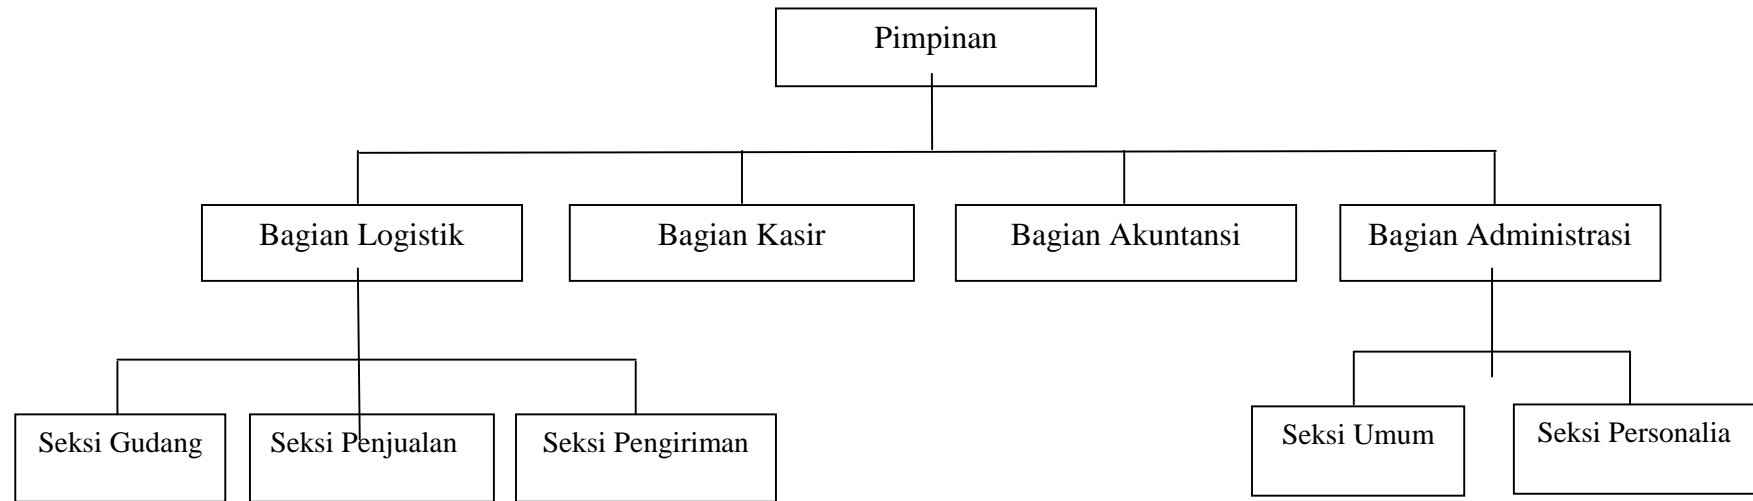 Pimpinan
Bagian Logistik
Bagian Kasir
Bagian Akuntansi
Bagian Administrasi
Seksi Gudang
Seksi Penjualan
Seksi Pengiriman
Seksi Umum
Seksi Personalia